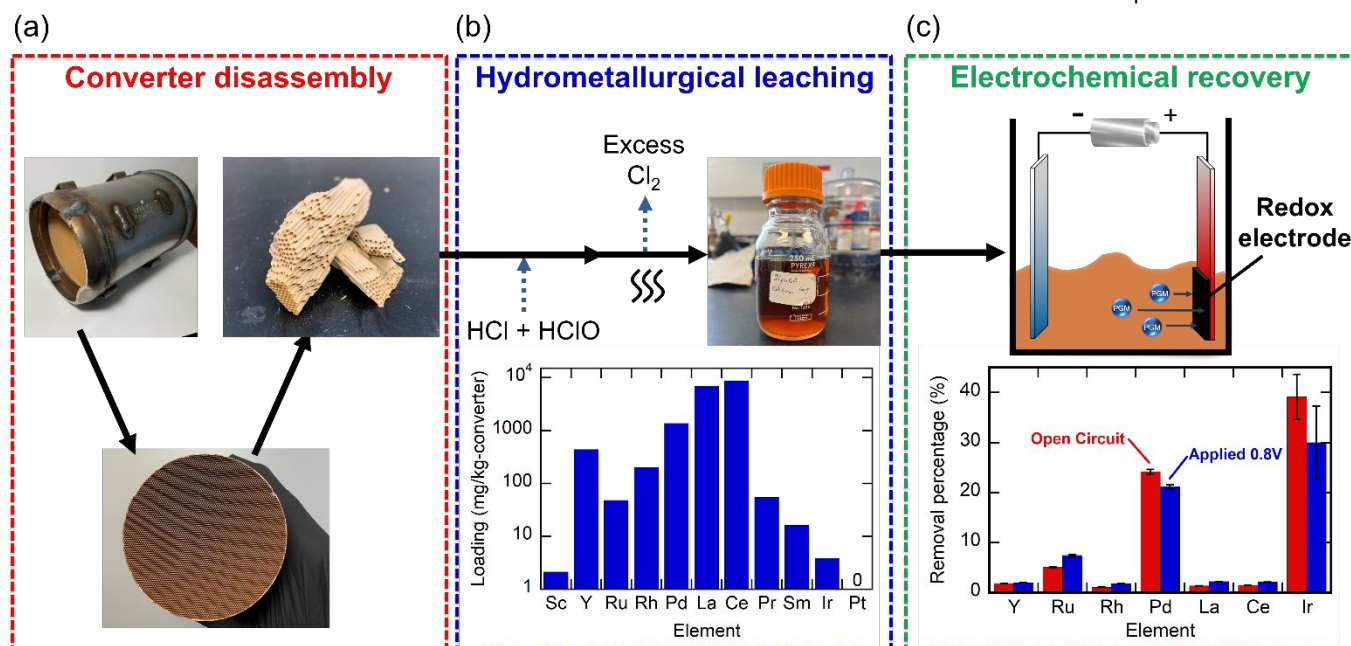 (a)
Converter disassembly
(b)
Hydrometallurgical leaching
Excess
Cl2
HCl + HClO
250 mL
PYREX
Loading (mg/kg-converter)
10^4
1000
100
10
1
0
Sc Y Ru Rh Pd La Ce Pr Sm Ir Pt
Element
(c)
Electrochemical recovery
- +
Redox
electrode
PGM
PGM
PGM
Removal percentage (%)
40
30
20
10
0
Open Circuit
Applied 0.8V
Y Ru Rh Pd La Ce Ir
Element